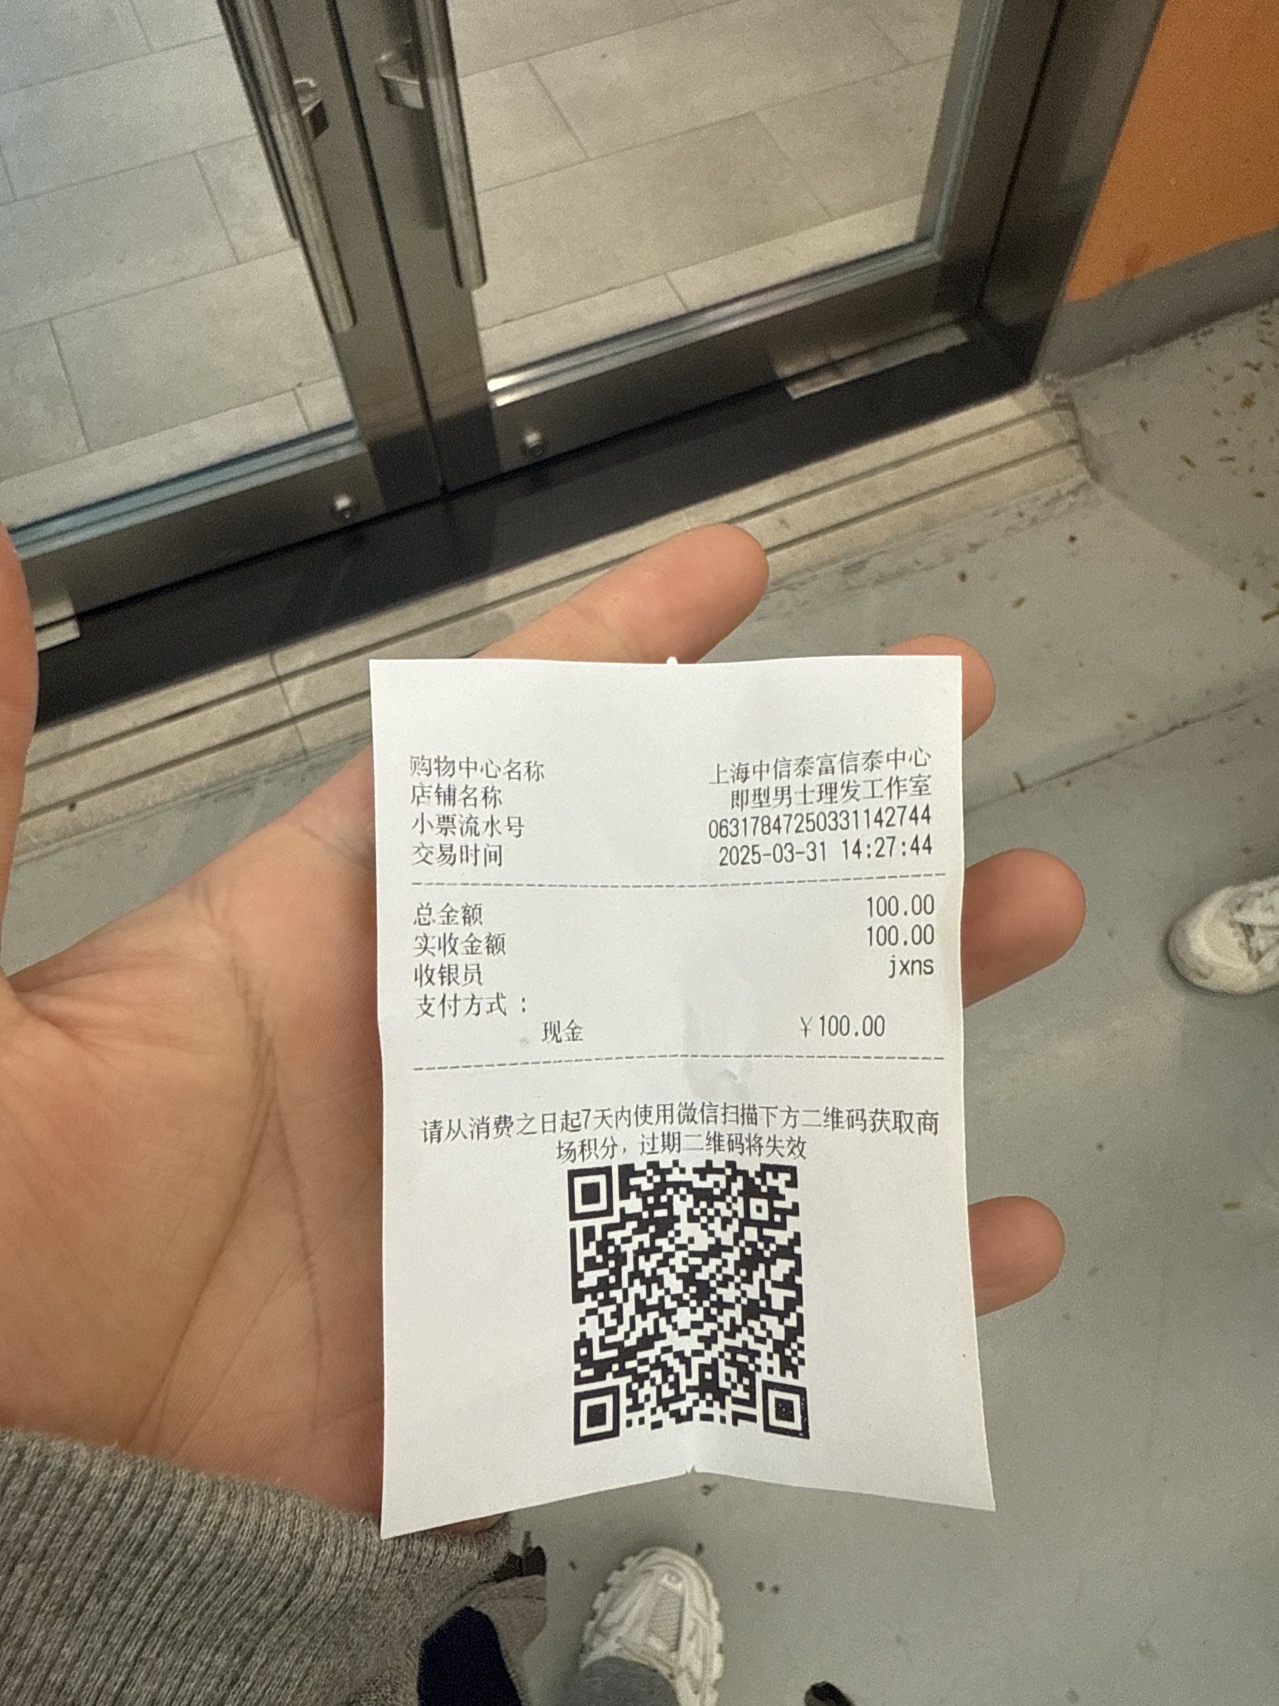 购物中心名称 上海中信泰富信泰中心
店铺名称 即型男士理发工作室
小票流水号 06317847250331142744
交易时间 2025-03-31 14:27:44
总金额 100.00
实收金额 100.00
收银员 jxns
支付方式：
现金 ¥100.00
请从消费之日起7天内使用微信扫描下方二维码获取商
场积分，过期二维码将失效